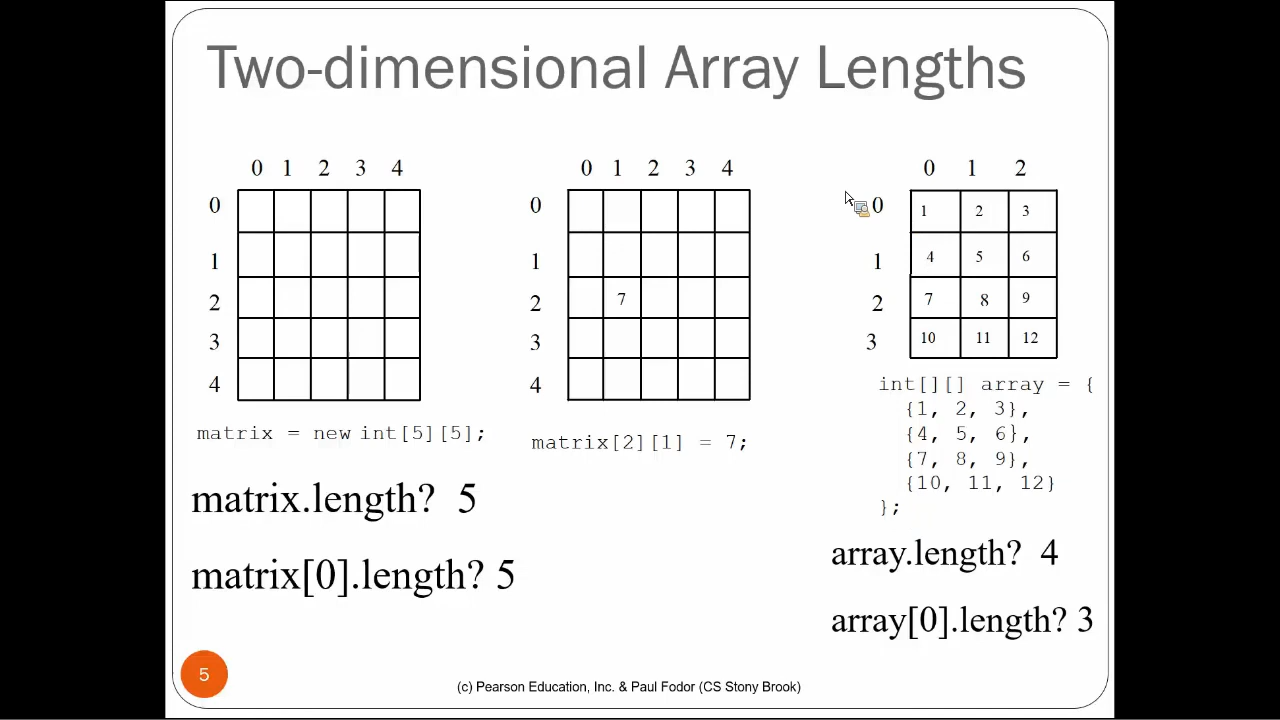 Two-dimensional Array Lengths
0 1 2 3 4
0
1
2
3
4
matrix = new int[5][5];
matrix.length? 5
matrix[0].length? 5
0 1 2 3 4
0
1
2 7
3
4
matrix[2][1] = 7;
0 1 2
0 1 2 3
1 4 5 6
2 7 8 9
3 10 11 12
int[][] array = {
{1, 2, 3},
{4, 5, 6},
{7, 8, 9},
{10, 11, 12}
};
array.length? 4
array[0].length? 3
5
(c) Pearson Education, Inc. & Paul Fodor (CS Stony Brook)